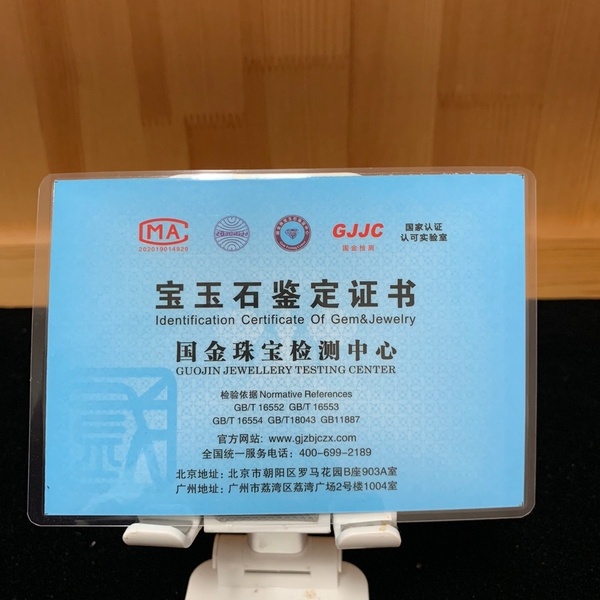 CMA
202019014928
GJJC
国金检测
国家认证
认可实验室
宝玉石鉴定证书
Identification Certificate Of Gem&Jewelry
国金珠宝检测中心
GUOJIN JEWELLERY TESTING CENTER
检验依据 Normative References
GB/T 16552 GB/T 16553
GB/T 16554 GB/T18043 GB11887
官方网站: www.gjzbjczx.com
全国统一服务电话: 400-699-2189
北京地址: 北京市朝阳区罗马花园B座903A室
广州地址: 广州市荔湾区荔湾广场2号楼1004室